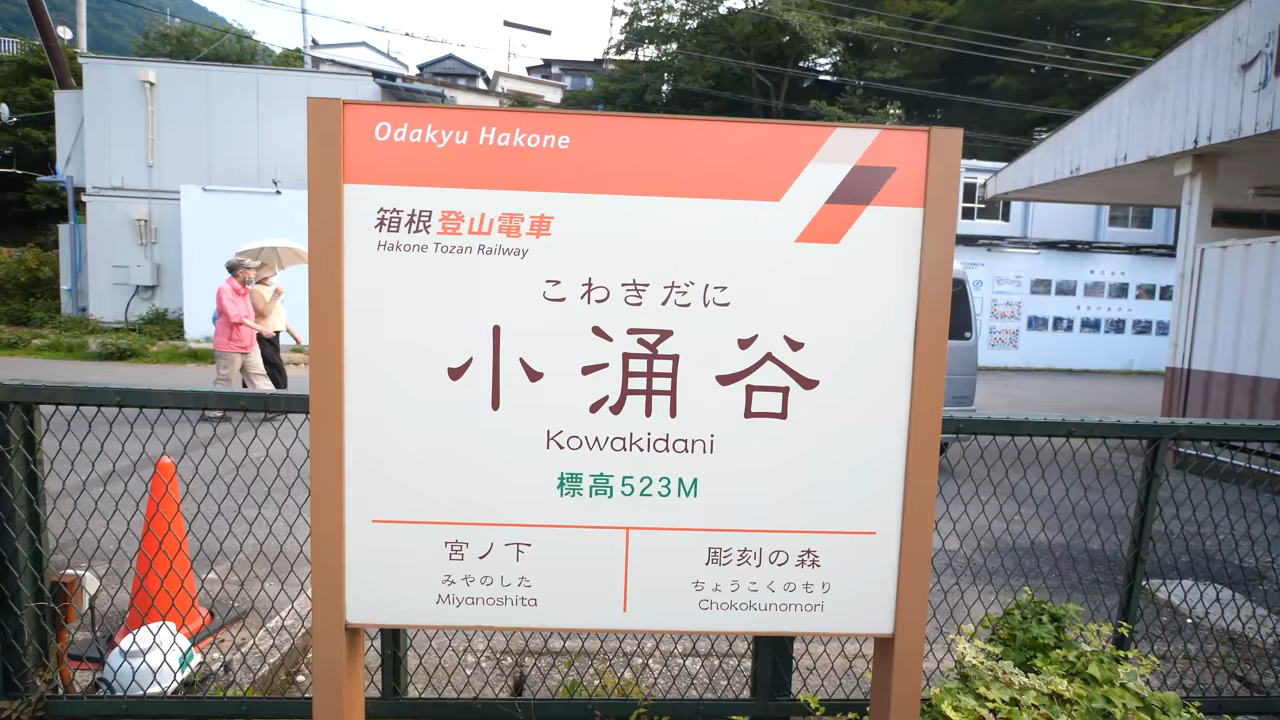 Odakyu Hakone
箱根登山電車
Hakone Tozan Railway
こわきだに
小涌谷
Kowakidani
標高523M
宮ノ下
みやのした
Miyanoshita
彫刻の森
ちょうこくのもり
Chokokunomori